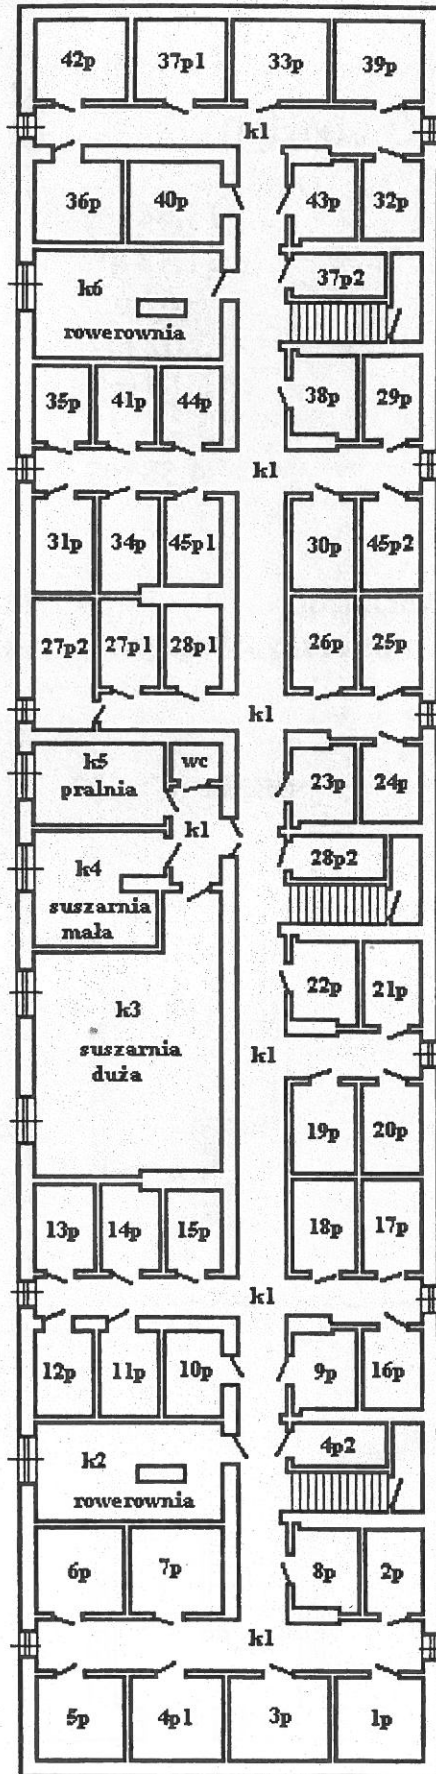 42p 37p1 33p 39p
k1
36p 40p 43p 32p
k6 37p2
rowerownia
35p 41p 44p 38p 29p
k1
31p 34p 45p1 30p 45p2
27p2 27p1 28p1 26p 25p
k1
k5 wc 23p 24p
pralnia
k1
k4 28p2
suszarnia
mała
22p 21p
k3
suszarnia k1
duża
19p 20p
13p 14p 15p 18p 17p
k1
12p 11p 10p 9p 16p
k2 4p2
rowerownia
6p 7p 8p 2p
k1
5p 4p1 3p 1p